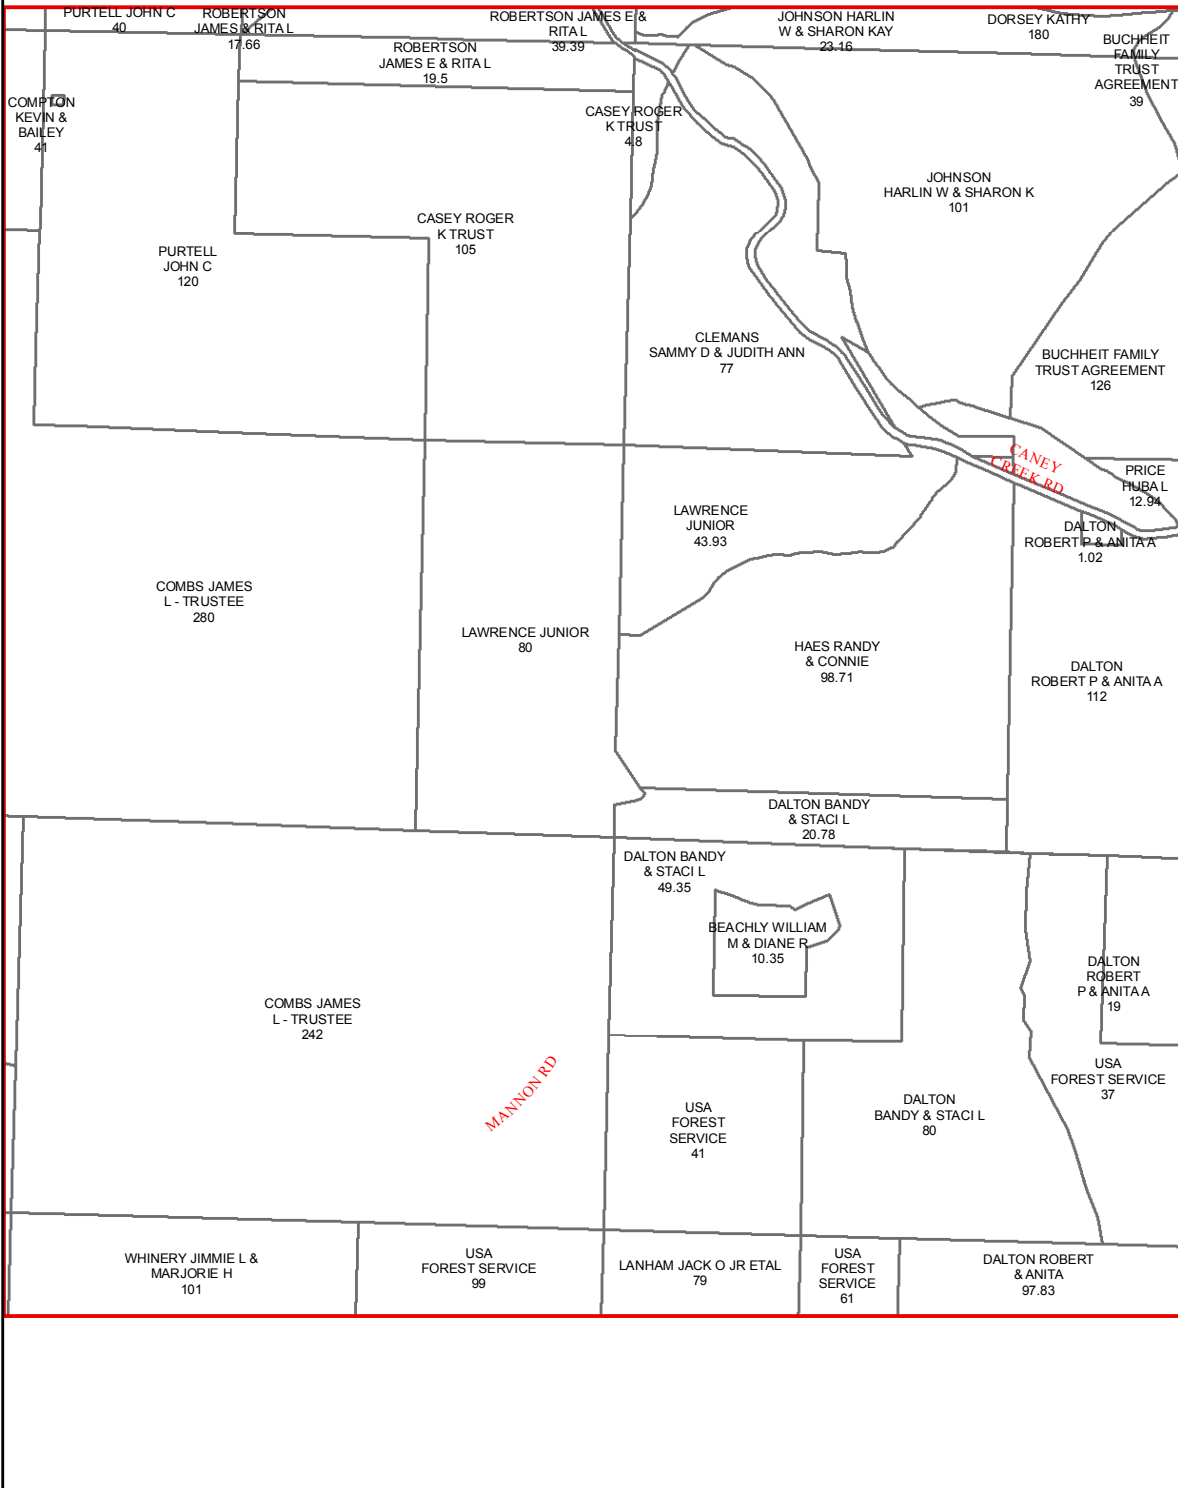 PURTELL JOHN C
40
ROBERTSON
JAMES & RITA L
17.66
ROBERTSON JAMES E &
RITA L
39.39
JOHNSON HARLIN
W & SHARON KAY
23.16
DORSEY KATHY
180
BUCHHEIT
FAMILY
TRUST
AGREEMENT
39
ROBERTSON
JAMES E & RITA L
19.5
COMPTON
KEVIN &
BAILEY
41
CASEY ROGER
K TRUST
4.8
JOHNSON
HARLIN W & SHARON K
101
CASEY ROGER
K TRUST
105
PURTELL
JOHN C
120
CLEMANS
SAMMY D & JUDITH ANN
77
BUCHHEIT FAMILY
TRUST AGREEMENT
126
CANEY
CREEK RD
PRICE
HUBA L
12.94
LAWRENCE
JUNIOR
43.93
DALTON
ROBERT P & ANITA A
1.02
COMBS JAMES
L - TRUSTEE
280
LAWRENCE JUNIOR
80
HAES RANDY
& CONNIE
98.71
DALTON
ROBERT P & ANITA A
112
DALTON BANDY
& STACI L
20.78
DALTON BANDY
& STACI L
49.35
BEACHLY WILLIAM
M & DIANE R
10.35
DALTON
ROBERT
P & ANITA A
19
COMBS JAMES
L - TRUSTEE
242
MANNON RD
USA
FOREST SERVICE
37
USA
FOREST
SERVICE
41
DALTON
BANDY & STACI L
80
WHINERY JIMMIE L &
MARJORIE H
101
USA
FOREST SERVICE
99
LANHAM JACK O JR ETAL
79
USA
FOREST
SERVICE
61
DALTON ROBERT
& ANITA
97.83